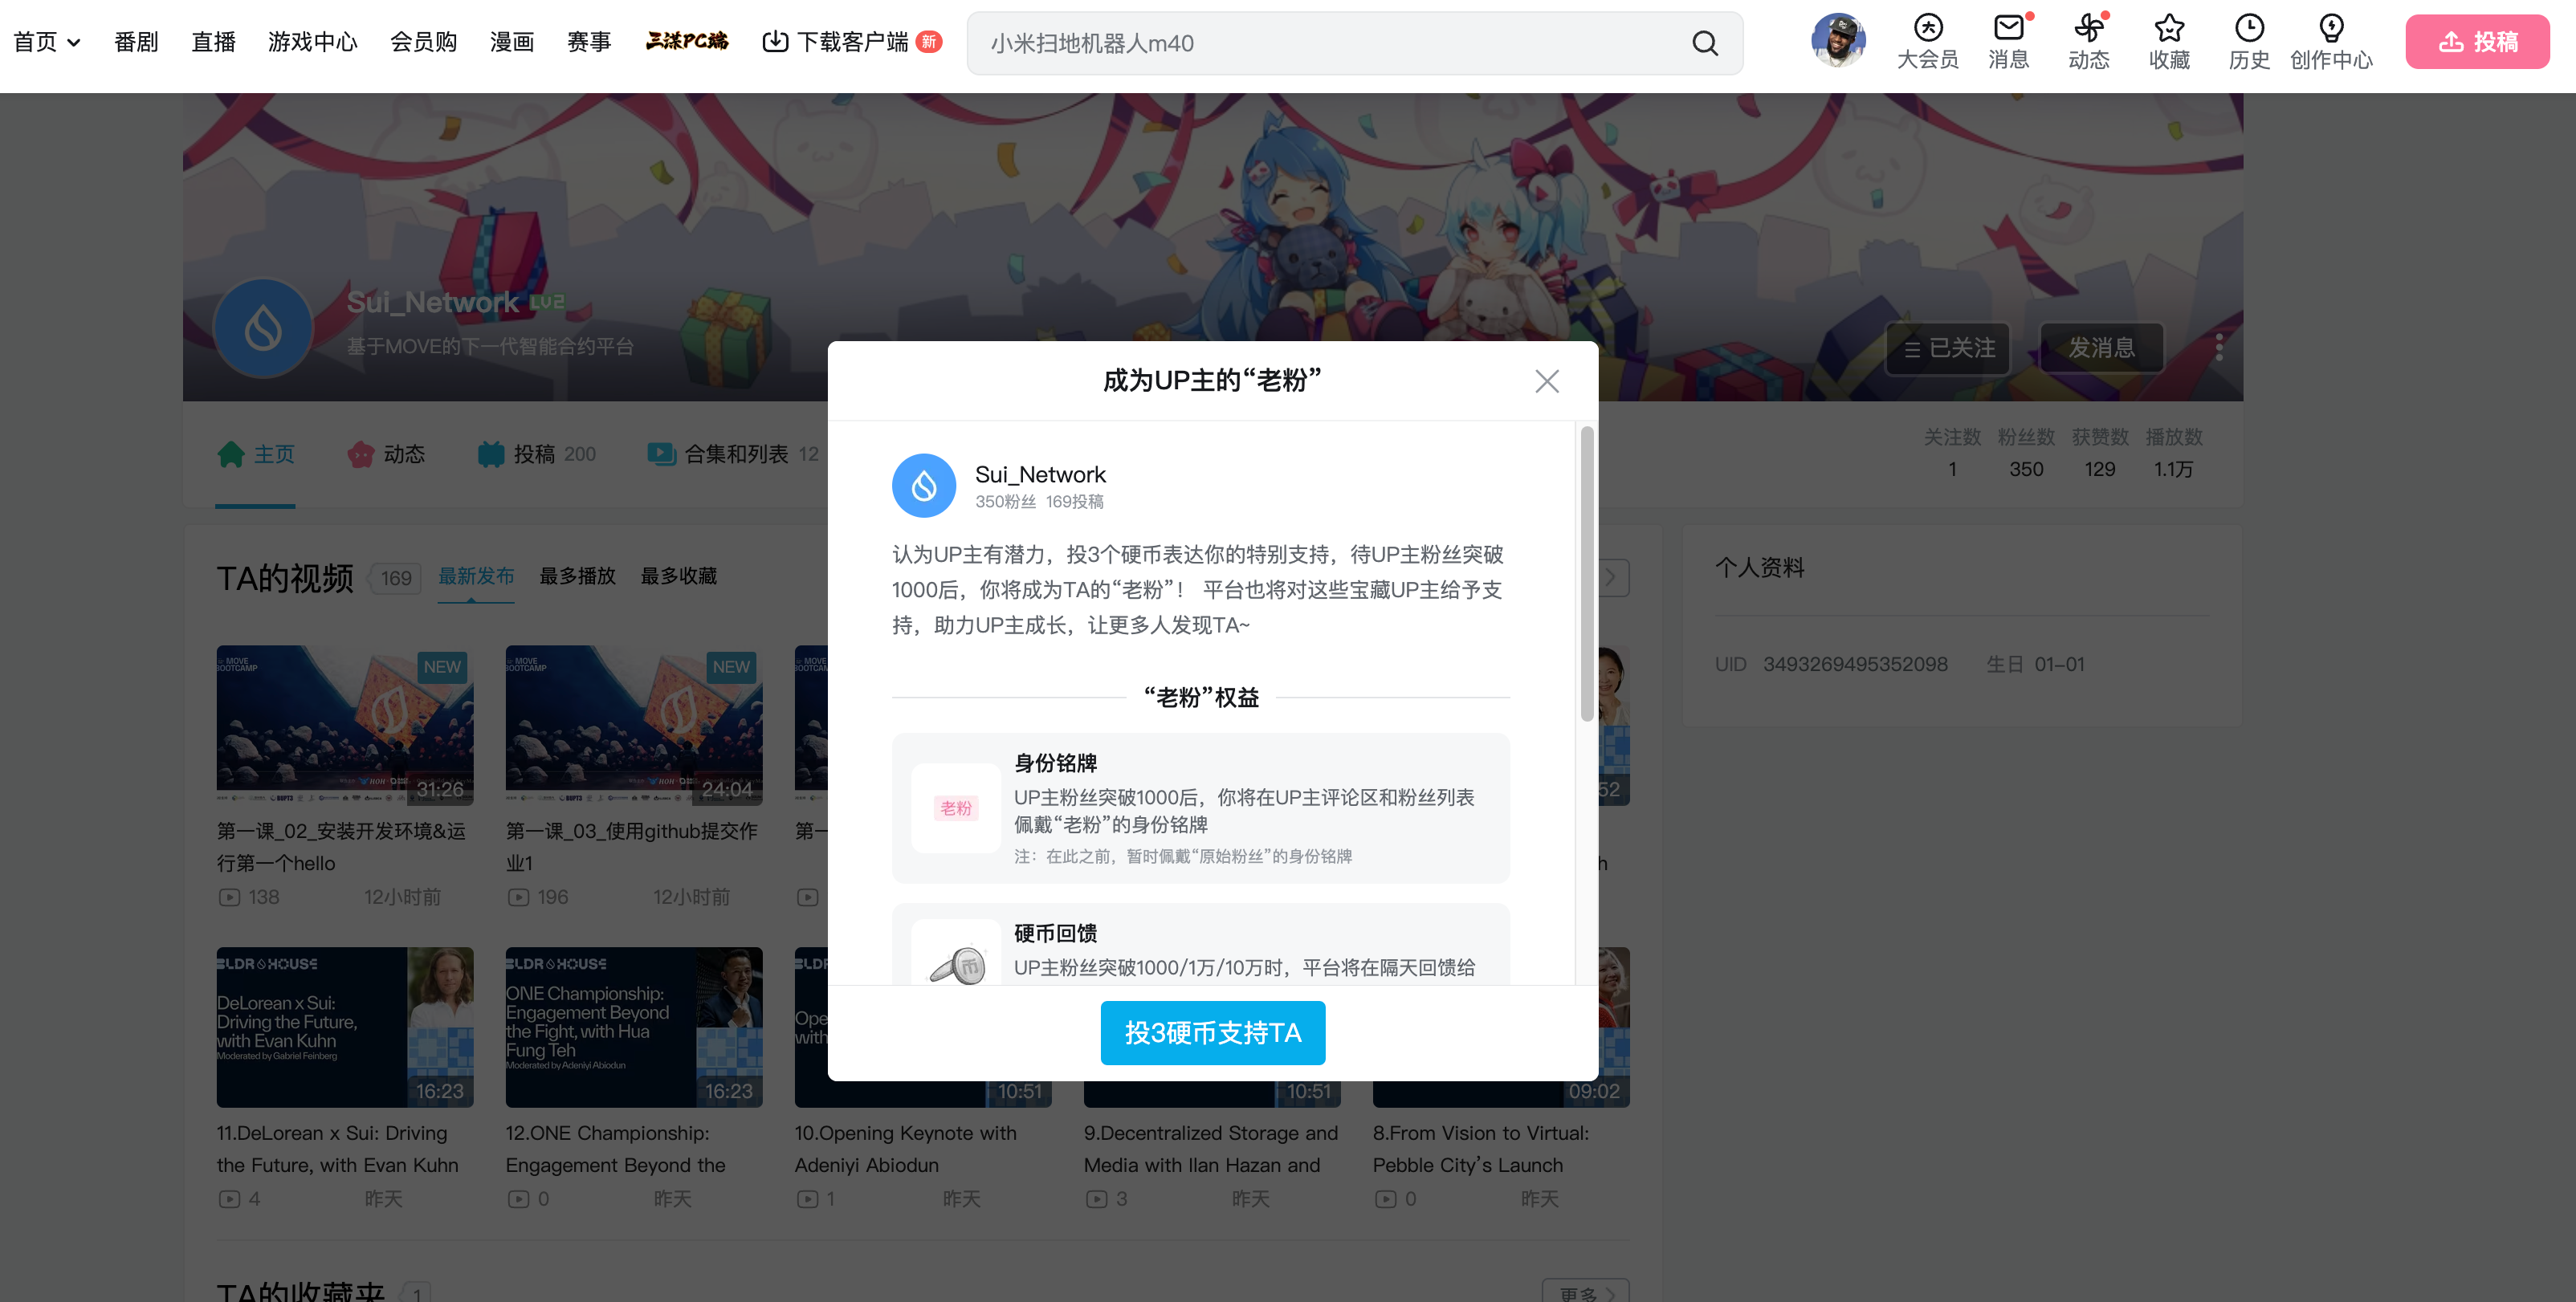 首页
番剧
直播
游戏中心
会员购
漫画
赛事
三谋PC端
下载客户端
新
小米扫地机器人m40
大会员
消息
动态
收藏
历史
创作中心
投稿
Sui_Network LV2
基于MOVE的下一代智能合约平台
已关注
发消息
主页
动态
投稿 200
合集和列表 12
关注数 粉丝数 获赞数 播放数
1 350 129 1.1万
成为UP主的“老粉”
Sui_Network
350粉丝 169投稿
认为UP主有潜力，投3个硬币表达你的特别支持，待UP主粉丝突破
1000后，你将成为TA的“老粉”！ 平台也将对这些宝藏UP主给予支
持，助力UP主成长，让更多人发现TA~
“老粉”权益
老粉
身份铭牌
UP主粉丝突破1000后，你将在UP主评论区和粉丝列表
佩戴“老粉”的身份铭牌
注：在此之前，暂时佩戴“原始粉丝”的身份铭牌
币
硬币回馈
UP主粉丝突破1000/1万/10万时，平台将在隔天回馈给
投3硬币支持TA
TA的视频 169 最新发布 最多播放 最多收藏
个人资料
UID 3493269495352098 生日 01-01
MOVE
BOOTCAMP
NEW
31:26
第一课_02_安装开发环境&运
行第一个hello
138 12小时前
MOVE
BOOTCAMP
NEW
24:04
第一课_03_使用github提交作
业1
196 12小时前
MOVE
BOOTCAMP
第一
52
h
BLDR HOUSE
DeLorean x Sui:
Driving the Future,
with Evan Kuhn
Moderated by Gabriel Feinberg
16:23
11.DeLorean x Sui: Driving
the Future, with Evan Kuhn
4 昨天
BLDR HOUSE
ONE Championship:
Engagement Beyond
the Fight, with Hua
Fung Teh
Moderated by Adeniyi Abiodun
16:23
12.ONE Championship:
Engagement Beyond the
0 昨天
BLDR
Ope
with
10:51
10.Opening Keynote with
Adeniyi Abiodun
1 昨天
10:51
9.Decentralized Storage and
Media with Ilan Hazan and
3 昨天
09:02
8.From Vision to Virtual:
Pebble City’s Launch
0 昨天
TA的收藏夹 1
更多